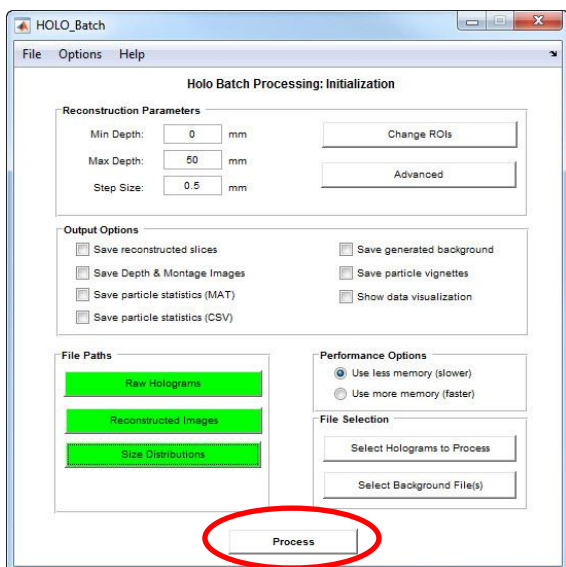 HOLO_Batch
File Options Help
Holo Batch Processing: Initialization
Reconstruction Parameters
Min Depth: 0 mm
Change ROIs
Max Depth: 50 mm
Advanced
Step Size: 0.5 mm
Output Options
Save reconstructed slices
Save generated background
Save Depth & Montage Images
Save particle vignettes
Save particle statistics (MAT)
Show data visualization
Save particle statistics (CSV)
File Paths
Raw Holograms
Reconstructed Images
Size Distributions
Performance Options
Use less memory (slower)
Use more memory (faster)
File Selection
Select Holograms to Process
Select Background File(s)
Process